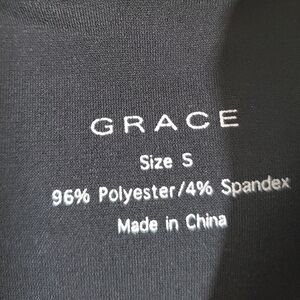 GRACE
Size S
96% Polyester/4% Spandex
Made in China